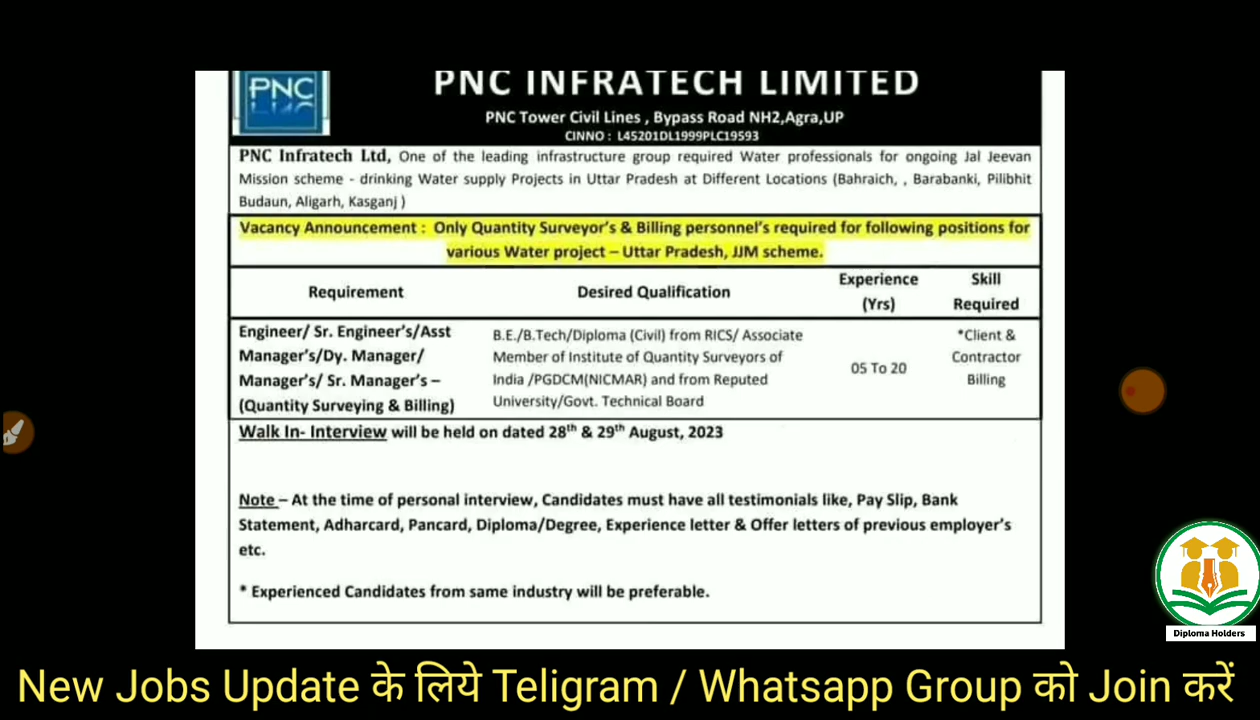 PNC
PNC INFRATECH LIMITED
PNC Tower Civil Lines , Bypass Road NH2,Agra,UP
CINNO : L45201DL1999PLC19593
PNC Infratech Ltd, One of the leading infrastructure group required Water professionals for ongoing Jal Jeevan
Mission scheme - drinking Water supply Projects in Uttar Pradesh at Different Locations (Bahraich, , Barabanki, Pilibhit
Budaun, Aligarh, Kasganj )
Vacancy Announcement : Only Quantity Surveyor's & Billing personnel's required for following positions for
various Water project – Uttar Pradesh, JJM scheme.
Requirement
Desired Qualification
Experience
(Yrs)
Skill
Required
Engineer/ Sr. Engineer's/Asst
Manager's/Dy. Manager/
Manager's/ Sr. Manager's –
(Quantity Surveying & Billing)
B.E./B.Tech/Diploma (Civil) from RICS/ Associate
Member of Institute of Quantity Surveyors of
India /PGDCM(NICMAR) and from Reputed
University/Govt. Technical Board
05 To 20
*Client &
Contractor
Billing
Walk In- Interview will be held on dated 28th & 29th August, 2023
Note – At the time of personal interview, Candidates must have all testimonials like, Pay Slip, Bank
Statement, Adharcard, Pancard, Diploma/Degree, Experience letter & Offer letters of previous employer's
etc.
* Experienced Candidates from same industry will be preferable.
Diploma Holders
New Jobs Update के लिये Teligram / Whatsapp Group को Join करें